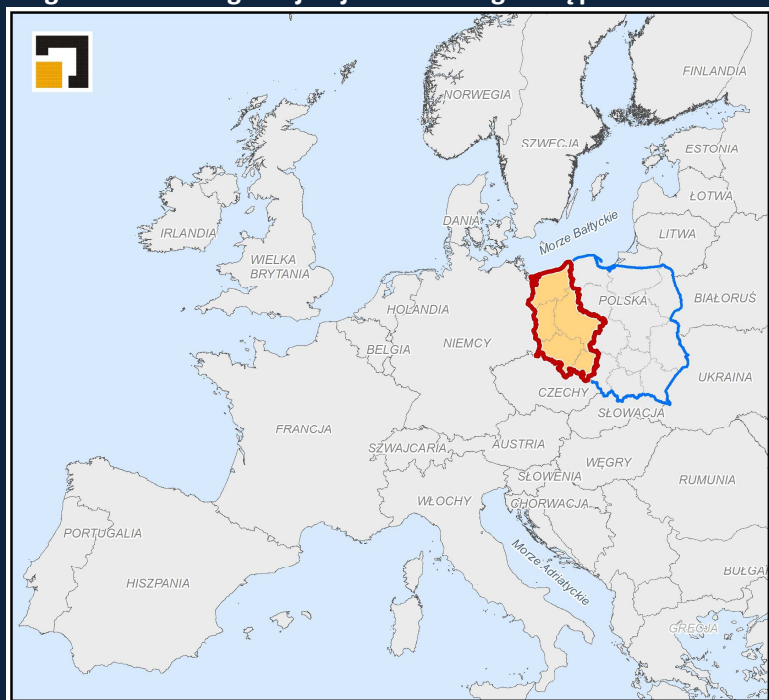 FINLANDIA
NORWEGIA
SZWECJA
ESTONIA
ŁOTWA
DANIA
Morze Bałtyckie
LITWA
IRLANDIA
WIELKA
BRYTANIA
POLSKA
BIAŁORUŚ
HOLANDIA
NIEMCY
BELGIA
UKRAINA
CZECHY
SŁOWACJA
FRANCJA
SZWAJCARIA
AUSTRIA
WĘGRY
SŁOWENIA
RUMUNIA
WŁOCHY
CHORWACJA
PORTUGALIA
Morze Adriatyckie
HISZPANIA
BUŁGA
GRECJA